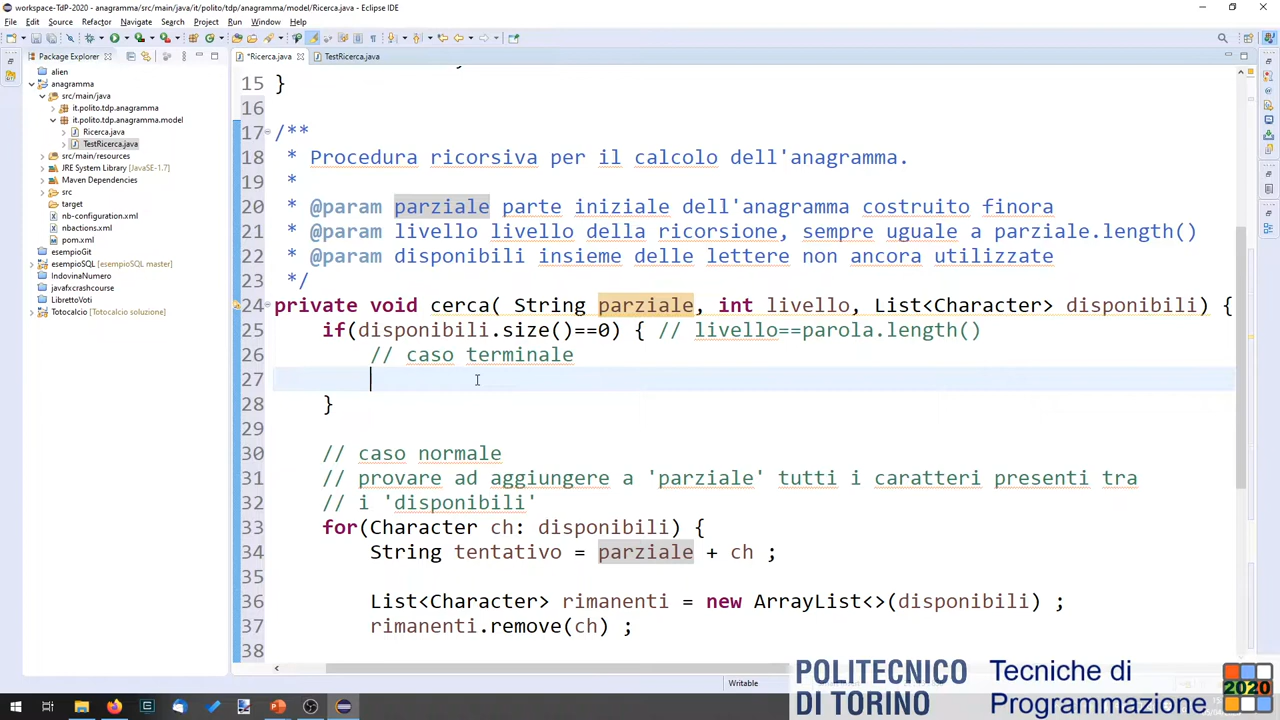 workspace-TdP-2020 - anagramma/src/main/java/it/polito/tdp/anagramma/model/Ricerca.java - Eclipse IDE
File Edit Source Refactor Navigate Search Project Run Window Help
Package Explorer
*Ricerca.java
TestRicerca.java
alien
anagramma
src/main/java
it.polito.tdp.anagramma
it.polito.tdp.anagramma.model
Ricerca.java
TestRicerca.java
src/main/resources
JRE System Library [JavaSE-1.7]
Maven Dependencies
src
target
nb-configuration.xml
nbactions.xml
pom.xml
esempioGit
esempioSQL [esempioSQL master]
IndovinaNumero
javafxcrashcourse
LibrettoVoti
Totocalcio [Totocalcio soluzione]
15 }
16
17 /**
18 * Procedura ricorsiva per il calcolo dell'anagramma.
19 *
20 * @param parziale parte iniziale dell'anagramma costruito finora
21 * @param livello livello della ricorsione, sempre uguale a parziale.length()
22 * @param disponibili insieme delle lettere non ancora utilizzate
23 */
24 private void cerca( String parziale, int livello, List<Character> disponibili) {
25 if(disponibili.size()==0) { // livello==parola.length()
26 // caso terminale
27
28 }
29
30 // caso normale
31 // provare ad aggiungere a 'parziale' tutti i caratteri presenti tra
32 // i 'disponibili'
33 for(Character ch: disponibili) {
34 String tentativo = parziale + ch ;
35
36 List<Character> rimanenti = new ArrayList<>(disponibili) ;
37 rimanenti.remove(ch) ;
38
Writable
POLITECNICO
DI TORINO
Tecniche di
Programmazione
2020